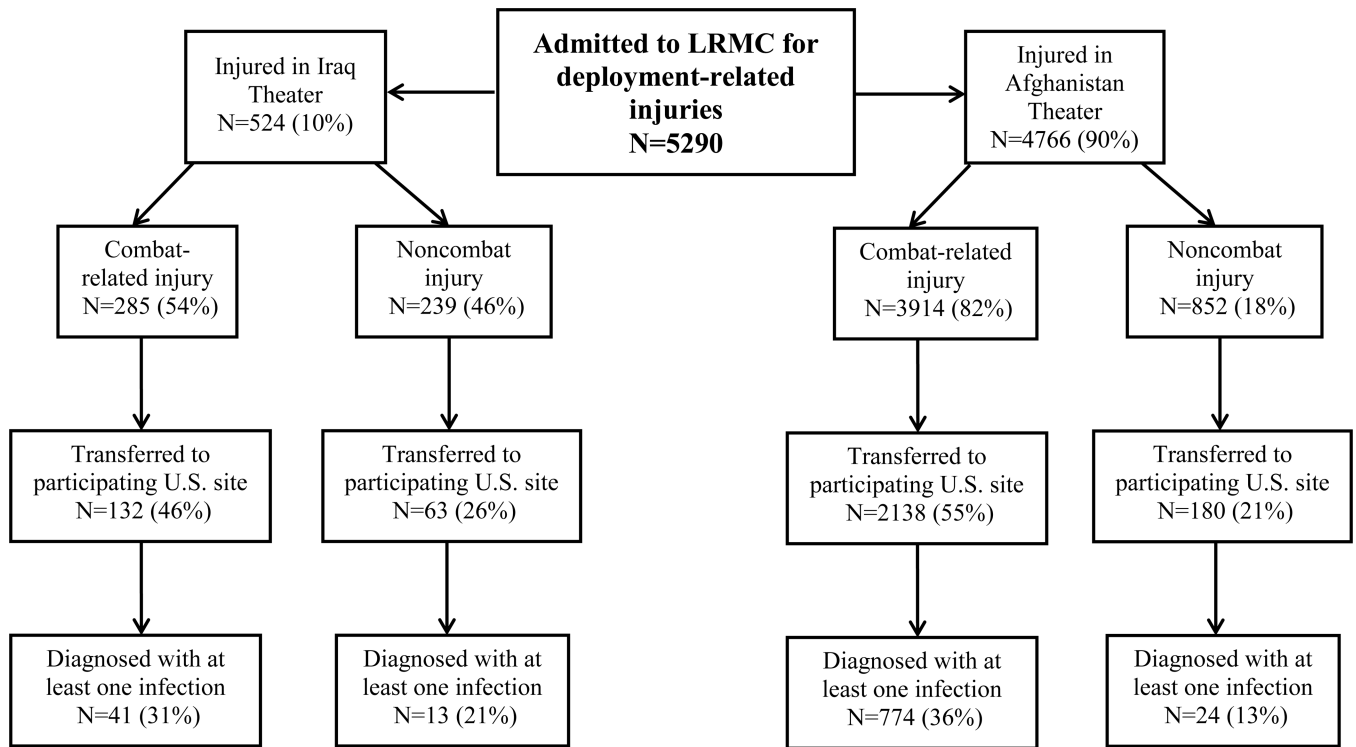 Admitted to LRMC for
deployment-related
injuries
N=5290
Injured in Iraq
Theater
N=524 (10%)
Injured in
Afghanistan
Theater
N=4766 (90%)
Combat-
related injury
N=285 (54%)
Noncombat
injury
N=239 (46%)
Combat-related
injury
N=3914 (82%)
Noncombat
injury
N=852 (18%)
Transferred to
participating U.S. site
N=132 (46%)
Transferred to
participating U.S. site
N=63 (26%)
Transferred to
participating U.S. site
N=2138 (55%)
Transferred to
participating U.S. site
N=180 (21%)
Diagnosed with at
least one infection
N=41 (31%)
Diagnosed with at
least one infection
N=13 (21%)
Diagnosed with at
least one infection
N=774 (36%)
Diagnosed with at
least one infection
N=24 (13%)